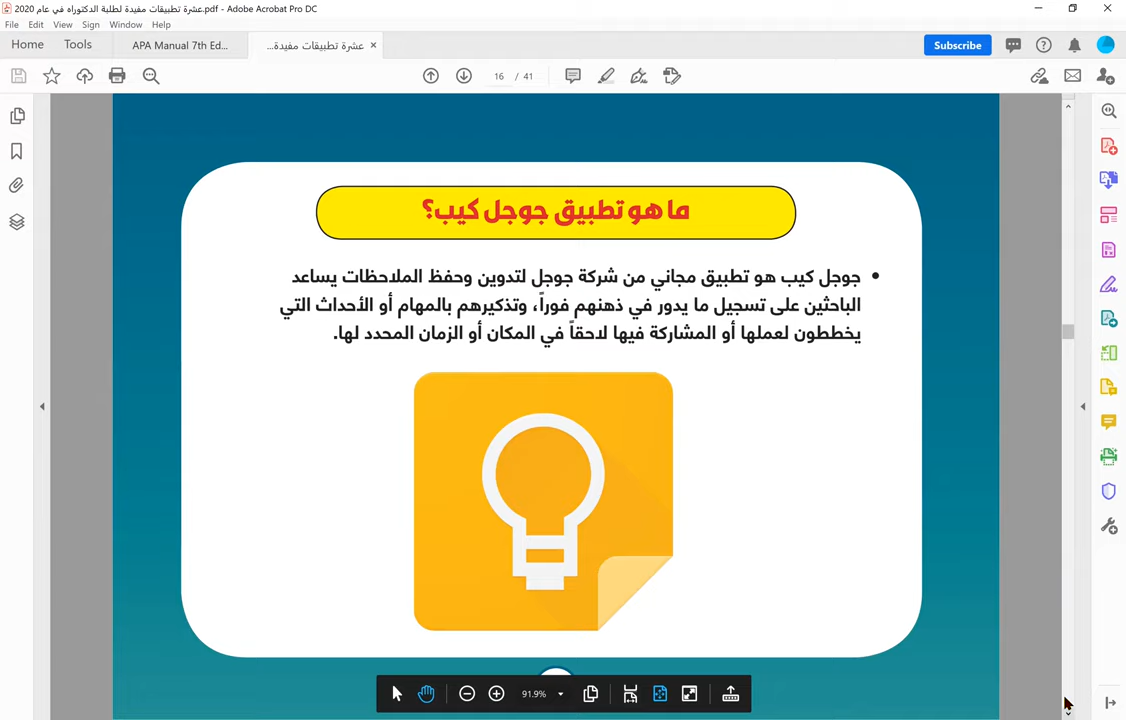 عشرة تطبيقات مفيدة لطلبة الدكتوراه في عام 2020.pdf - Adobe Acrobat Pro DC
File Edit View Sign Window Help
Home Tools APA Manual 7th Ed... عشرة تطبيقات مفيدة... × Subscribe
16 / 41
ما هو تطبيق جوجل كيب؟
• جوجل كيب هو تطبيق مجاني من شركة جوجل لتدوين وحفظ الملاحظات يساعد
الباحثين على تسجيل ما يدور في ذهنهم فوراً، وتذكيرهم بالمهام أو الأحداث التي
يخططون لعملها أو المشاركة فيها لاحقاً في المكان أو الزمان المحدد لها.
91.9%